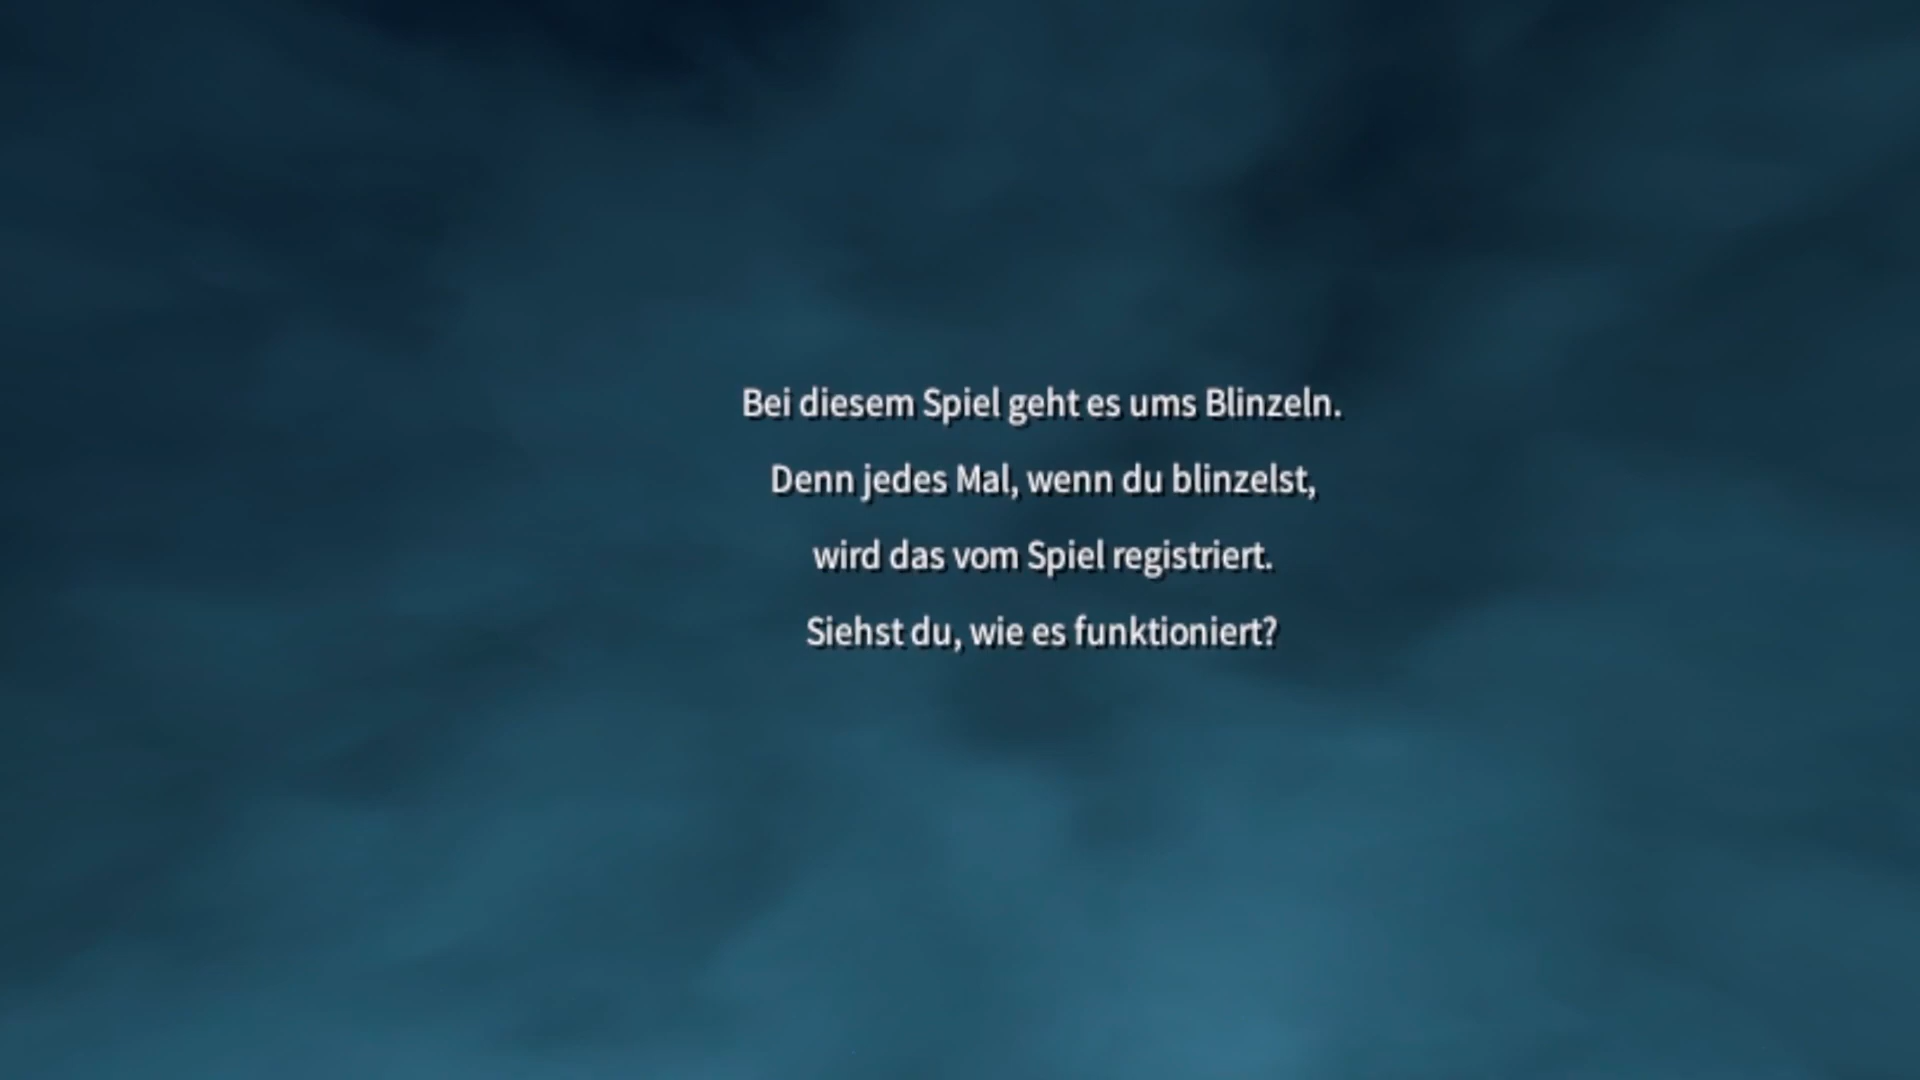 Bei diesem Spiel geht es ums Blinzeln.
Denn jedes Mal, wenn du blinzelst,
wird das vom Spiel registriert.
Siehst du, wie es funktioniert?